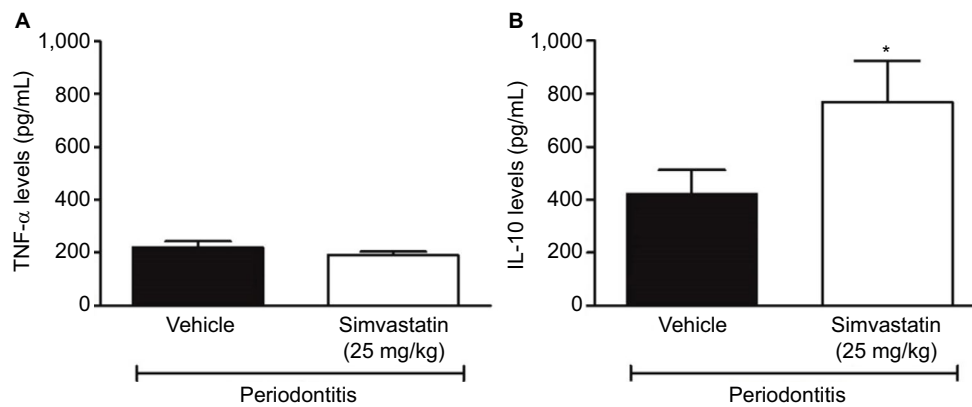 A
TNF-α levels (pg/mL)
1,000
800
600
400
200
0
Vehicle
Simvastatin
(25 mg/kg)
Periodontitis
B
IL-10 levels (pg/mL)
1,000
800
600
400
200
0
*
Vehicle
Simvastatin
(25 mg/kg)
Periodontitis